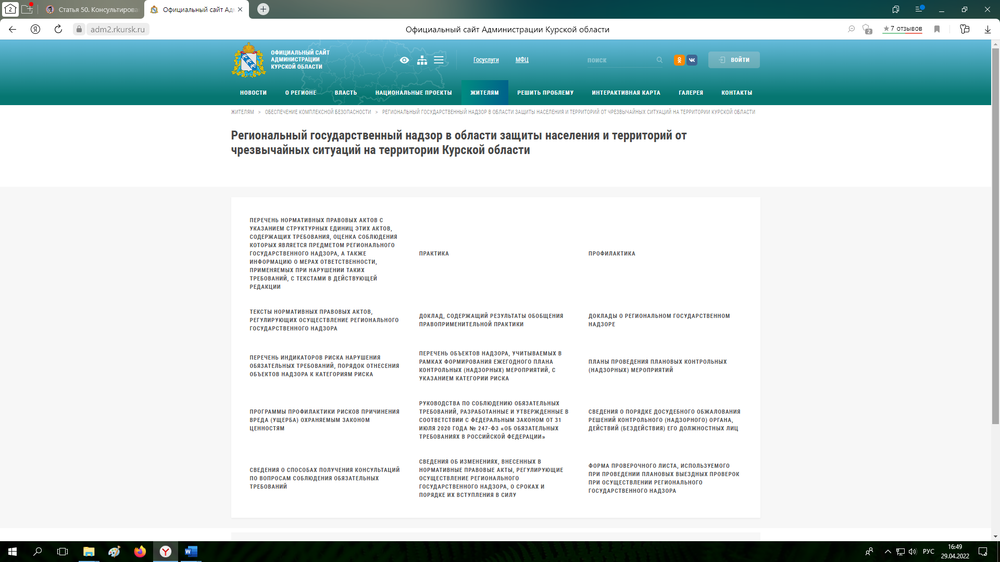 2
Статья 50. Консультирова
Официальный сайт Адм
adm2.rkursk.ru
Официальный сайт Администрации Курской области
2
★7 отзывов
ОФИЦИАЛЬНЫЙ САЙТ
АДМИНИСТРАЦИИ
КУРСКОЙ ОБЛАСТИ
Госуслуги
МФЦ
ПОИСК
ВОЙТИ
НОВОСТИ
О РЕГИОНЕ
ВЛАСТЬ
НАЦИОНАЛЬНЫЕ ПРОЕКТЫ
ЖИТЕЛЯМ
РЕШИТЬ ПРОБЛЕМУ
ИНТЕРАКТИВНАЯ КАРТА
ГАЛЕРЕЯ
КОНТАКТЫ
ЖИТЕЛЯМ > ОБЕСПЕЧЕНИЕ КОМПЛЕКСНОЙ БЕЗОПАСНОСТИ > РЕГИОНАЛЬНЫЙ ГОСУДАРСТВЕННЫЙ НАДЗОР В ОБЛАСТИ ЗАЩИТЫ НАСЕЛЕНИЯ И ТЕРРИТОРИЙ ОТ ЧРЕЗВЫЧАЙНЫХ СИТУАЦИЙ НА ТЕРРИТОРИИ КУРСКОЙ ОБЛАСТИ
Региональный государственный надзор в области защиты населения и территорий от
чрезвычайных ситуаций на территории Курской области
ПЕРЕЧЕНЬ НОРМАТИВНЫХ ПРАВОВЫХ АКТОВ С
УКАЗАНИЕМ СТРУКТУРНЫХ ЕДИНИЦ ЭТИХ АКТОВ,
СОДЕРЖАЩИХ ТРЕБОВАНИЯ, ОЦЕНКА СОБЛЮДЕНИЯ
КОТОРЫХ ЯВЛЯЕТСЯ ПРЕДМЕТОМ РЕГИОНАЛЬНОГО
ГОСУДАРСТВЕННОГО НАДЗОРА, А ТАКЖЕ
ИНФОРМАЦИЮ О МЕРАХ ОТВЕТСТВЕННОСТИ,
ПРИМЕНЯЕМЫХ ПРИ НАРУШЕНИИ ТАКИХ
ТРЕБОВАНИЙ, С ТЕКСТАМИ В ДЕЙСТВУЮЩЕЙ
РЕДАКЦИИ
ПРАКТИКА
ПРОФИЛАКТИКА
ТЕКСТЫ НОРМАТИВНЫХ ПРАВОВЫХ АКТОВ,
РЕГУЛИРУЮЩИХ ОСУЩЕСТВЛЕНИЕ РЕГИОНАЛЬНОГО
ГОСУДАРСТВЕННОГО НАДЗОРА
ДОКЛАД, СОДЕРЖАЩИЙ РЕЗУЛЬТАТЫ ОБОБЩЕНИЯ
ПРАВОПРИМЕНИТЕЛЬНОЙ ПРАКТИКИ
ДОКЛАДЫ О РЕГИОНАЛЬНОМ ГОСУДАРСТВЕННОМ
НАДЗОРЕ
ПЕРЕЧЕНЬ ИНДИКАТОРОВ РИСКА НАРУШЕНИЯ
ОБЯЗАТЕЛЬНЫХ ТРЕБОВАНИЙ, ПОРЯДОК ОТНЕСЕНИЯ
ОБЪЕКТОВ НАДЗОРА К КАТЕГОРИЯМ РИСКА
ПЕРЕЧЕНЬ ОБЪЕКТОВ НАДЗОРА, УЧИТЫВАЕМЫХ В
РАМКАХ ФОРМИРОВАНИЯ ЕЖЕГОДНОГО ПЛАНА
КОНТРОЛЬНЫХ (НАДЗОРНЫХ) МЕРОПРИЯТИЙ, С
УКАЗАНИЕМ КАТЕГОРИИ РИСКА
ПЛАНЫ ПРОВЕДЕНИЯ ПЛАНОВЫХ КОНТРОЛЬНЫХ
(НАДЗОРНЫХ) МЕРОПРИЯТИЙ
ПРОГРАММЫ ПРОФИЛАКТИКИ РИСКОВ ПРИЧИНЕНИЯ
ВРЕДА (УЩЕРБА) ОХРАНЯЕМЫМ ЗАКОНОМ
ЦЕННОСТЯМ
РУКОВОДСТВА ПО СОБЛЮДЕНИЮ ОБЯЗАТЕЛЬНЫХ
ТРЕБОВАНИЙ, РАЗРАБОТАННЫЕ И УТВЕРЖДЕННЫЕ В
СООТВЕТСТВИИ С ФЕДЕРАЛЬНЫМ ЗАКОНОМ ОТ 31
ИЮЛЯ 2020 ГОДА № 247-ФЗ «ОБ ОБЯЗАТЕЛЬНЫХ
ТРЕБОВАНИЯХ В РОССИЙСКОЙ ФЕДЕРАЦИИ»
СВЕДЕНИЯ О ПОРЯДКЕ ДОСУДЕБНОГО ОБЖАЛОВАНИЯ
РЕШЕНИЙ КОНТРОЛЬНОГО (НАДЗОРНОГО) ОРГАНА,
ДЕЙСТВИЙ (БЕЗДЕЙСТВИЯ) ЕГО ДОЛЖНОСТНЫХ ЛИЦ
СВЕДЕНИЯ О СПОСОБАХ ПОЛУЧЕНИЯ КОНСУЛЬТАЦИЙ
ПО ВОПРОСАМ СОБЛЮДЕНИЯ ОБЯЗАТЕЛЬНЫХ
ТРЕБОВАНИЙ
СВЕДЕНИЯ ОБ ИЗМЕНЕНИЯХ, ВНЕСЕННЫХ В
НОРМАТИВНЫЕ ПРАВОВЫЕ АКТЫ, РЕГУЛИРУЮЩИЕ
ОСУЩЕСТВЛЕНИЕ РЕГИОНАЛЬНОГО
ГОСУДАРСТВЕННОГО НАДЗОРА, О СРОКАХ И
ПОРЯДКЕ ИХ ВСТУПЛЕНИЯ В СИЛУ
ФОРМА ПРОВЕРОЧНОГО ЛИСТА, ИСПОЛЬЗУЕМОГО
ПРИ ПРОВЕДЕНИИ ПЛАНОВЫХ ВЫЕЗДНЫХ ПРОВЕРОК
ПРИ ОСУЩЕСТВЛЕНИИ РЕГИОНАЛЬНОГО
ГОСУДАРСТВЕННОГО НАДЗОРА
РУС
16:49
29.04.2022